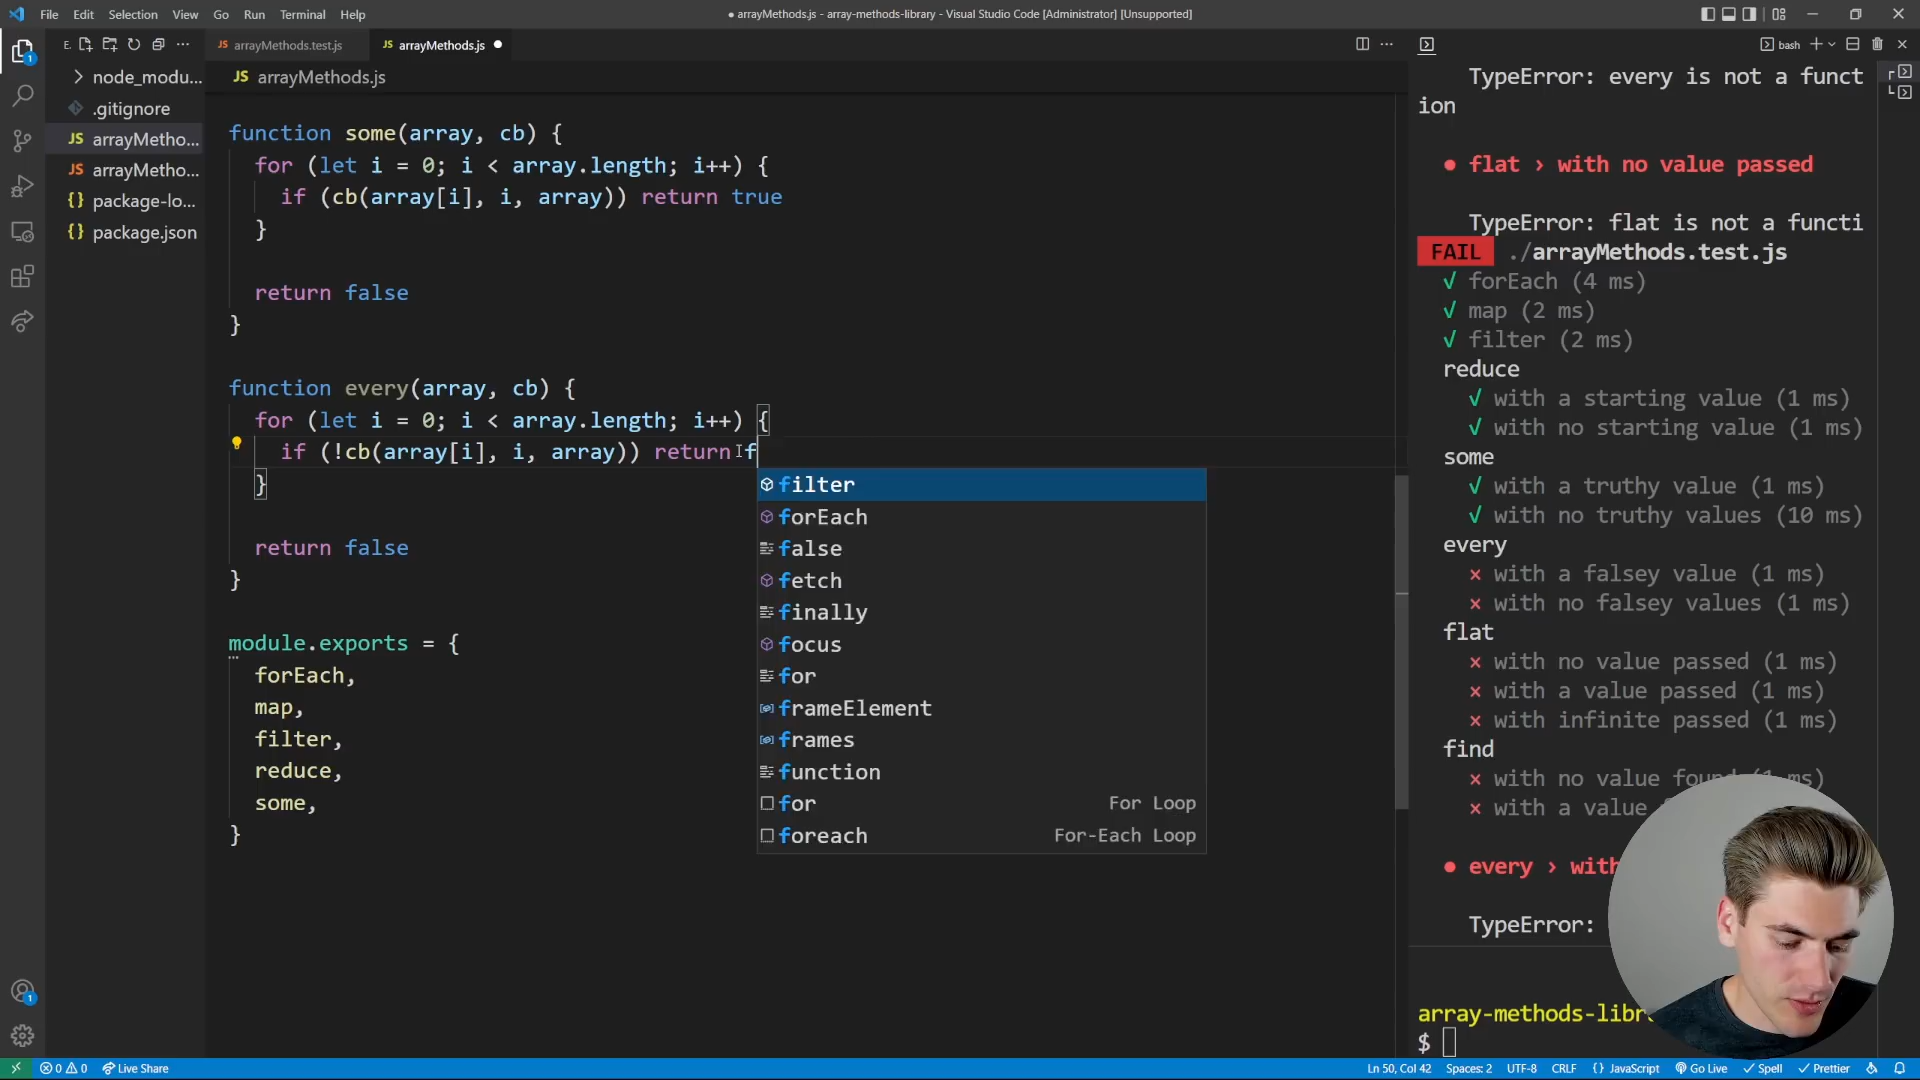 File Edit Selection View Go Run Terminal Help
● arrayMethods.js - array-methods-library - Visual Studio Code [Administrator] [Unsupported]
E.
node_modu...
.gitignore
JS arrayMetho...
JS arrayMetho...
{} package-lo...
{} package.json
JS arrayMethods.test.js
JS arrayMethods.js
JS arrayMethods.js
function some(array, cb) {
for (let i = 0; i < array.length; i++) {
if (cb(array[i], i, array)) return true
}
return false
}
function every(array, cb) {
for (let i = 0; i < array.length; i++) {
if (!cb(array[i], i, array)) return f
}
return false
}
module.exports = {
forEach,
map,
filter,
reduce,
some,
}
filter
forEach
false
fetch
finally
focus
for
frameElement
frames
function
for For Loop
foreach For-Each Loop
bash
TypeError: every is not a funct
ion
● flat › with no value passed
TypeError: flat is not a functi
FAIL ./arrayMethods.test.js
√ forEach (4 ms)
√ map (2 ms)
√ filter (2 ms)
reduce
√ with a starting value (1 ms)
√ with no starting value (1 ms)
some
√ with a truthy value (1 ms)
√ with no truthy values (10 ms)
every
× with a falsey value (1 ms)
× with no falsey values (1 ms)
flat
× with no value passed (1 ms)
× with a value passed (1 ms)
× with infinite passed (1 ms)
find
× with no value found (1 ms)
× with a value
● every › with
TypeError:
array-methods-libr
$
1
1
0 0 Live Share
Ln 50, Col 42 Spaces: 2 UTF-8 CRLF {} JavaScript Go Live Spell Prettier